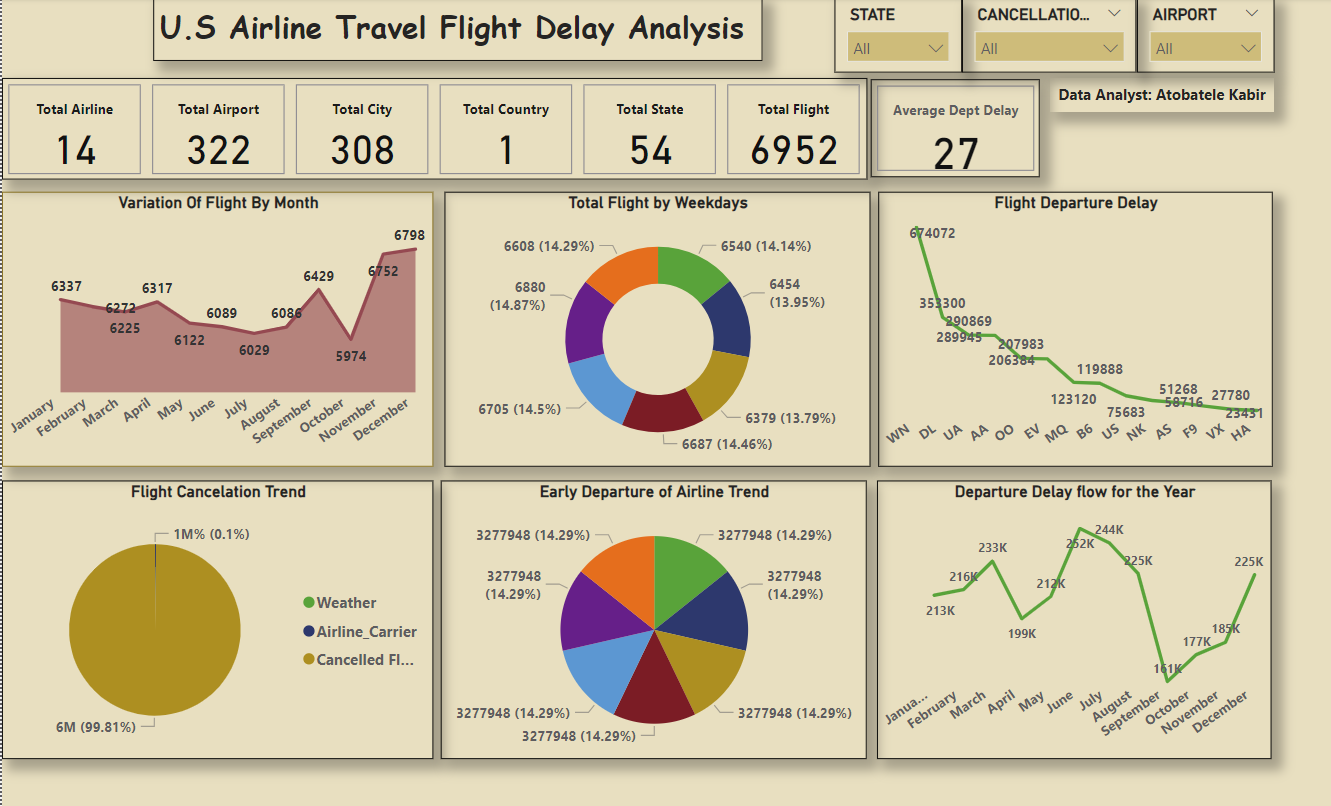 U.S Airline Travel Flight Delay Analysis
STATE
All
CANCELLATIO...
All
AIRPORT
All
Total Airline
14
Total Airport
322
Total City
308
Total Country
1
Total State
54
Total Flight
6952
Average Dept Delay
27
Data Analyst: Atobatele Kabir
Variation Of Flight By Month
6337
6272
6225
6317
6122
6089
6029
6086
6429
5974
6752
6798
January
February
March
April
May
June
July
August
September
October
November
December
Total Flight by Weekdays
6540 (14.14%)
6454
(13.95%)
6379 (13.79%)
6687 (14.46%)
6705 (14.5%)
6880
(14.87%)
6608 (14.29%)
Flight Departure Delay
674072
353300
290869
289945
207983
206384
123120
119888
75683
51268
58716
27780
23431
WN
DL
UA
AA
OO
EV
MQ
B6
US
NK
AS
F9
VX
HA
Flight Cancelation Trend
1M% (0.1%)
6M (99.81%)
Weather
Airline_Carrier
Cancelled Fl...
Early Departure of Airline Trend
3277948 (14.29%)
3277948
(14.29%)
3277948 (14.29%)
3277948 (14.29%)
3277948 (14.29%)
3277948
(14.29%)
3277948 (14.29%)
Departure Delay flow for the Year
213K
216K
233K
199K
212K
252K
244K
225K
161K
177K
185K
225K
Janua...
February
March
April
May
June
July
August
September
October
November
December